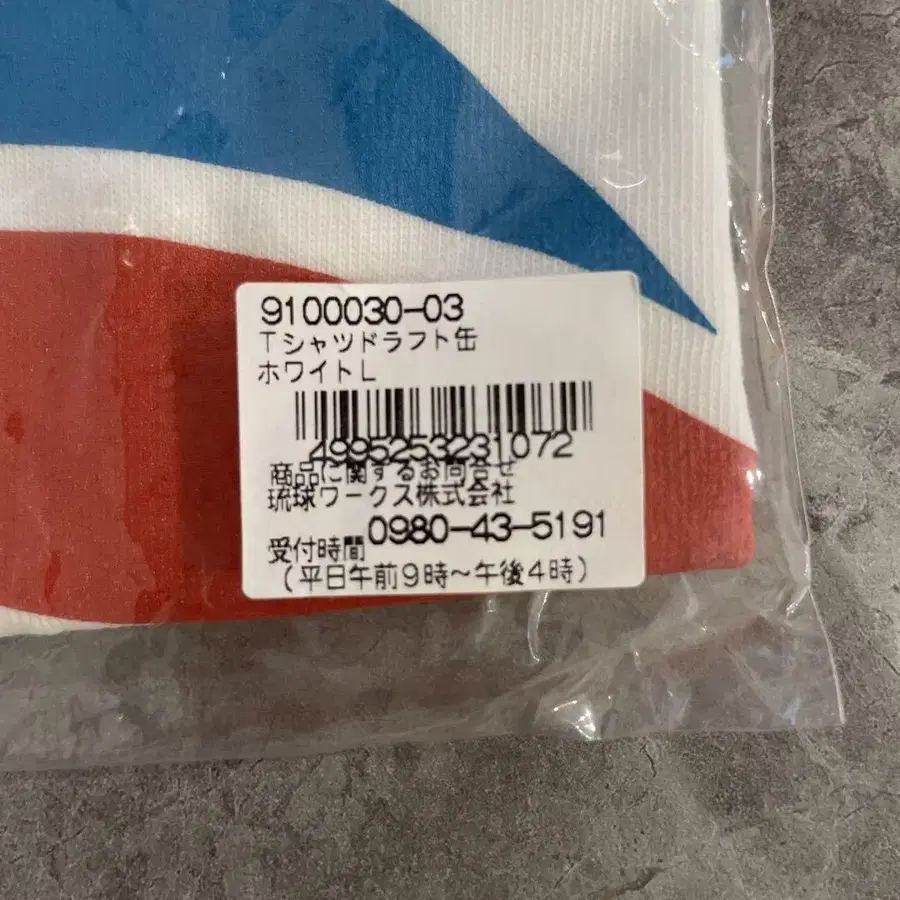 9100030-03
Tシャツドラフト缶
ホワイトL
4995253231072
商品に関するお問合せ
琉球ワークス株式会社
受付時間 0980-43-5191
(平日午前9時～午後4時)